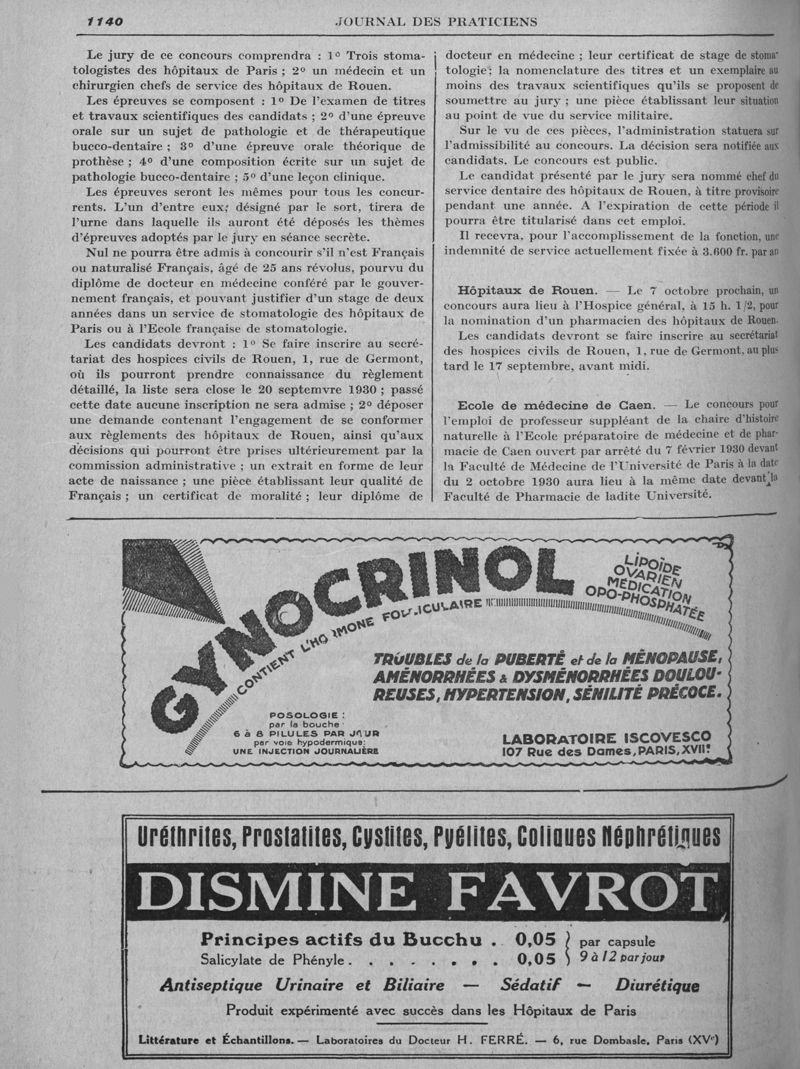 1140
JOURNAL DES PRATICIENS
Le jury de ce concours comprendra : 1° Trois stoma-
tologistes des hôpitaux de Paris ; 2° un médecin et un
chirurgien chefs de service des hôpitaux de Rouen.
Les épreuves se composent : 1° De l'examen de titres
et travaux scientifiques des candidats ; 2° d'une épreuve
orale sur un sujet de pathologie et de thérapeutique
bucco-dentaire ; 3° d'une épreuve orale théorique de
prothèse ; 4° d'une composition écrite sur un sujet de
pathologie bucco-dentaire ; 5° d'une leçon clinique.
Les épreuves seront les mêmes pour tous les concur-
rents. L'un d'entre eux, désigné par le sort, tirera de
l'urne dans laquelle ils auront été déposés les thèmes
d'épreuves adoptés par le jury en séance secrète.
Nul ne pourra être admis à concourir s'il n'est Français
ou naturalisé Français, âgé de 25 ans révolus, pourvu du
diplôme de docteur en médecine conféré par le gouver-
nement français, et pouvant justifier d'un stage de deux
années dans un service de stomatologie des hôpitaux de
Paris ou à l'Ecole française de stomatologie.
Les candidats devront : 1° Se faire inscrire au secré-
tariat des hospices civils de Rouen, 1, rue de Germont,
où ils pourront prendre connaissance du règlement
détaillé, la liste sera close le 20 septemvre 1930 ; passé
cette date aucune inscription ne sera admise ; 2° déposer
une demande contenant l'engagement de se conformer
aux règlements des hôpitaux de Rouen, ainsi qu'aux
décisions qui pourront être prises ultérieurement par la
commission administrative ; un extrait en forme de leur
acte de naissance ; une pièce établissant leur qualité de
Français ; un certificat de moralité ; leur diplôme de
docteur en médecine ; leur certificat de stage de stoma-
tologie ; la nomenclature des titres et un exemplaire au
moins des travaux scientifiques qu'ils se proposent de
soumettre au jury ; une pièce établissant leur situation
au point de vue du service militaire.
Sur le vu de ces pièces, l'administration statuera sur
l'admissibilité au concours. La décision sera notifiée aux
candidats. Le concours est public.
Le candidat présenté par le jury sera nommé chef du
service dentaire des hôpitaux de Rouen, à titre provisoire
pendant une année. A l'expiration de cette période il
pourra être titularisé dans cet emploi.
Il recevra, pour l'accomplissement de la fonction, une
indemnité de service actuellement fixée à 3.600 fr. par an
Hôpitaux de Rouen. — Le 7 octobre prochain, un
concours aura lieu à l'Hospice général, à 15 h. 1/2, pour
la nomination d'un pharmacien des hôpitaux de Rouen.
Les candidats devront se faire inscrire au secrétariat
des hospices civils de Rouen, 1, rue de Germont, au plus
tard le 17 septembre, avant midi.
Ecole de médecine de Caen. — Le concours pour
l'emploi de professeur suppléant de la chaire d'histoire
naturelle à l'Ecole préparatoire de médecine et de phar-
macie de Caen ouvert par arrêté du 7 février 1930 devant
la Faculté de Médecine de l'Université de Paris à la date
du 2 octobre 1930 aura lieu à la même date devant la
Faculté de Pharmacie de ladite Université.
GYNOCRINOL
LIPOÏDE
OVARIEN
MÉDICATION
OPO-PHOSPHATÉE
CONTIENT L'HORMONE FOLLICULAIRE
TROUBLES de la PUBERTÉ et de la MÉNOPAUSE,
AMÉNORRHÉES & DYSMÉNORRHÉES DOULOU-
REUSES, HYPERTENSION, SÉNILITÉ PRÉCOCE.
POSOLOGIE :
par la bouche
6 à 8 PILULES PAR JOUR
par voie hypodermique:
UNE INJECTION JOURNALIÈRE
LABORATOIRE ISCOVESCO
107 Rue des Dames, PARIS, XVIIe
Uréthrites, Prostatites, Cystites, Pyélites, Coliques Néphrétiques
DISMINE FAVROT
Principes actifs du Bucchu . 0,05 } par capsule
Salicylate de Phényle . . . . . . . . 0,05 } 9 à 12 par jour
Antiseptique Urinaire et Biliaire — Sédatif — Diurétique
Produit expérimenté avec succès dans les Hôpitaux de Paris
Littérature et Échantillons. — Laboratoires du Docteur H. FERRÉ. — 6, rue Dombasle, Paris (XVe)